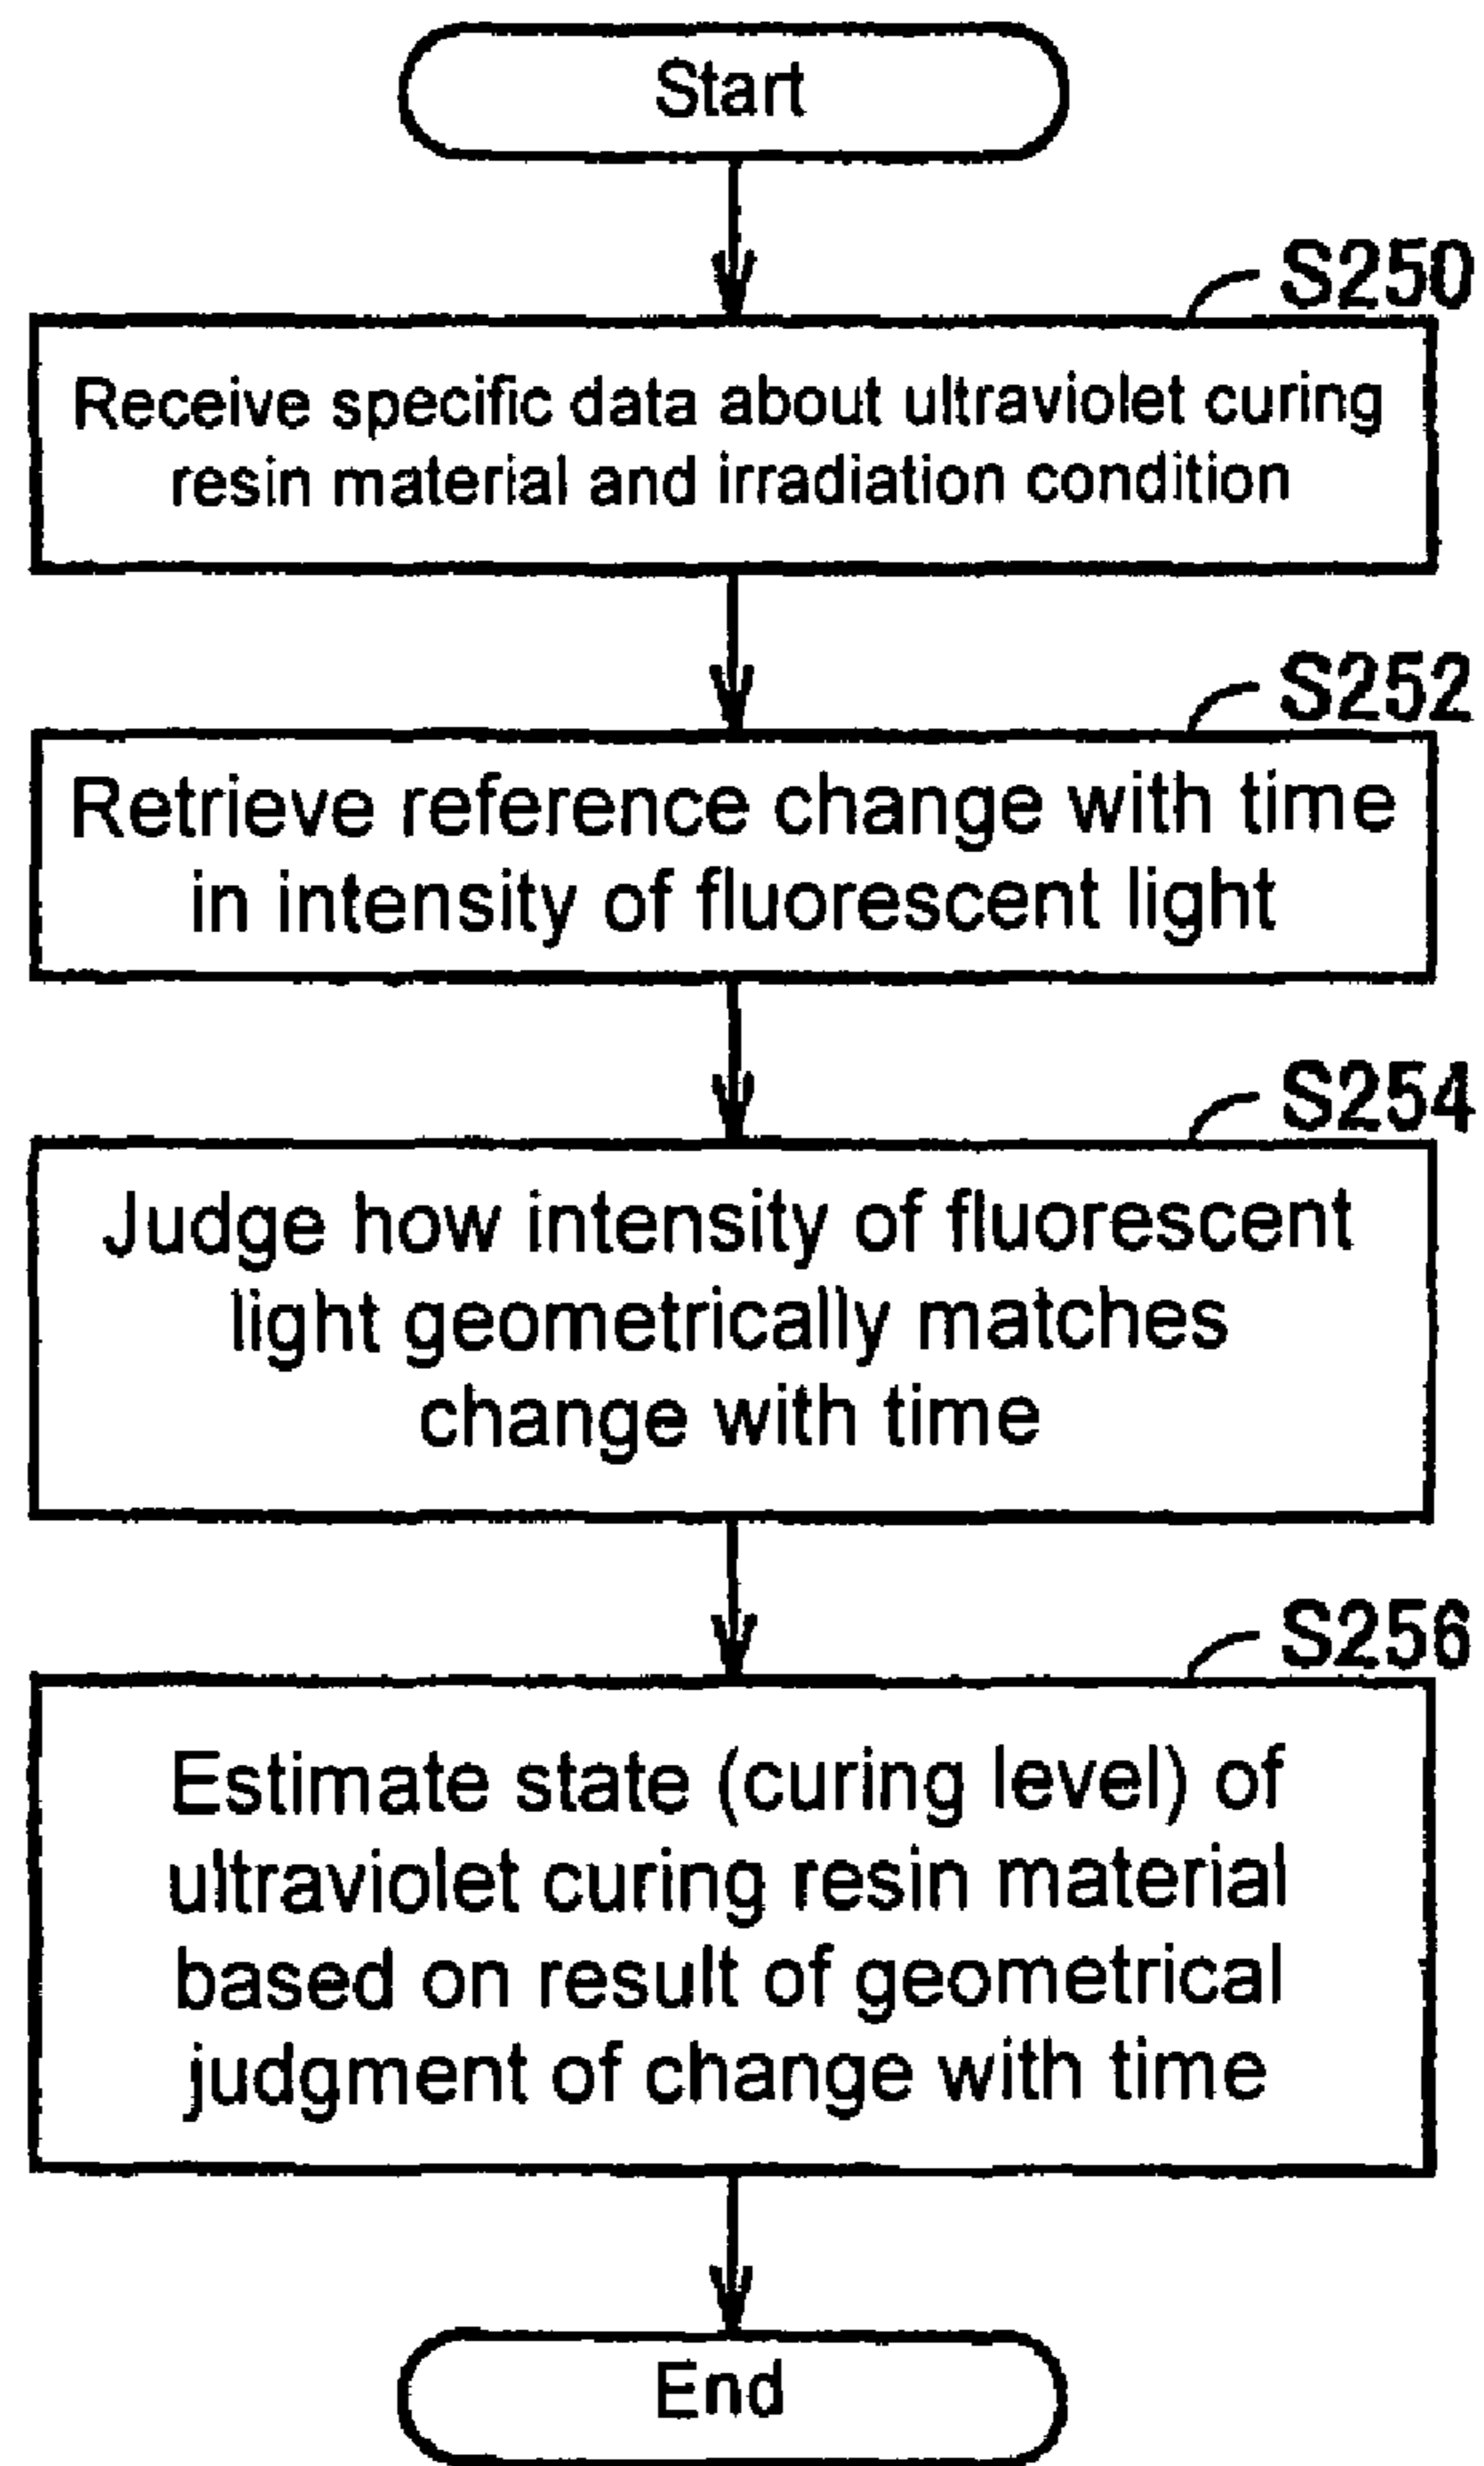 Start
S250
Receive specific data about ultraviolet curing
resin material and irradiation condition
S252
Retrieve reference change with time
in intensity of fluorescent light
S254
Judge how intensity of fluorescent
light geometrically matches
change with time
S256
Estimate state (curing level) of
ultraviolet curing resin material
based on result of geometrical
judgment of change with time
End